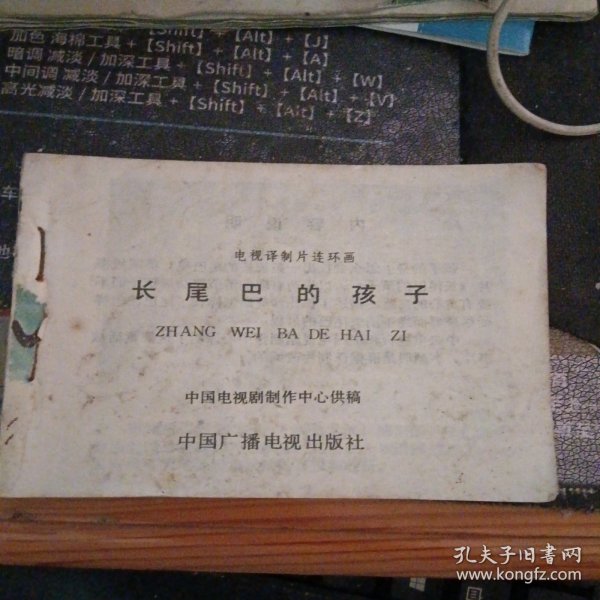 加色 海棉工具 + 【Shift】 + 【Alt】 + 【J】
暗调 减淡/加深工具 + 【Shift】 + 【Alt】 + 【A】
中间调 减淡/加深工具 + 【Shift】 + 【Alt】 + 【W】
高光减淡/加深工具 + 【Shift】 + 【Alt】 + 【V】
【Z】
车
电视译制片连环画
长尾巴的孩子
ZHANG WEI BA DE HAI ZI
中国电视剧制作中心供稿
中国广播电视出版社
孔夫子旧书网
www.kongfz.com